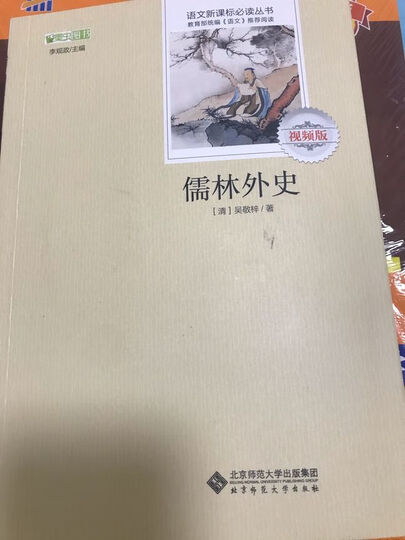 语文新课标必读丛书
教育部统编《语文》推荐阅读
图书
李观政/主编
视频版
儒林外史
[清]吴敬梓/著
北京师范大学出版集团
BEIJING NORMAL UNIVERSITY PUBLISHING GROUP
北京师范大学出版社